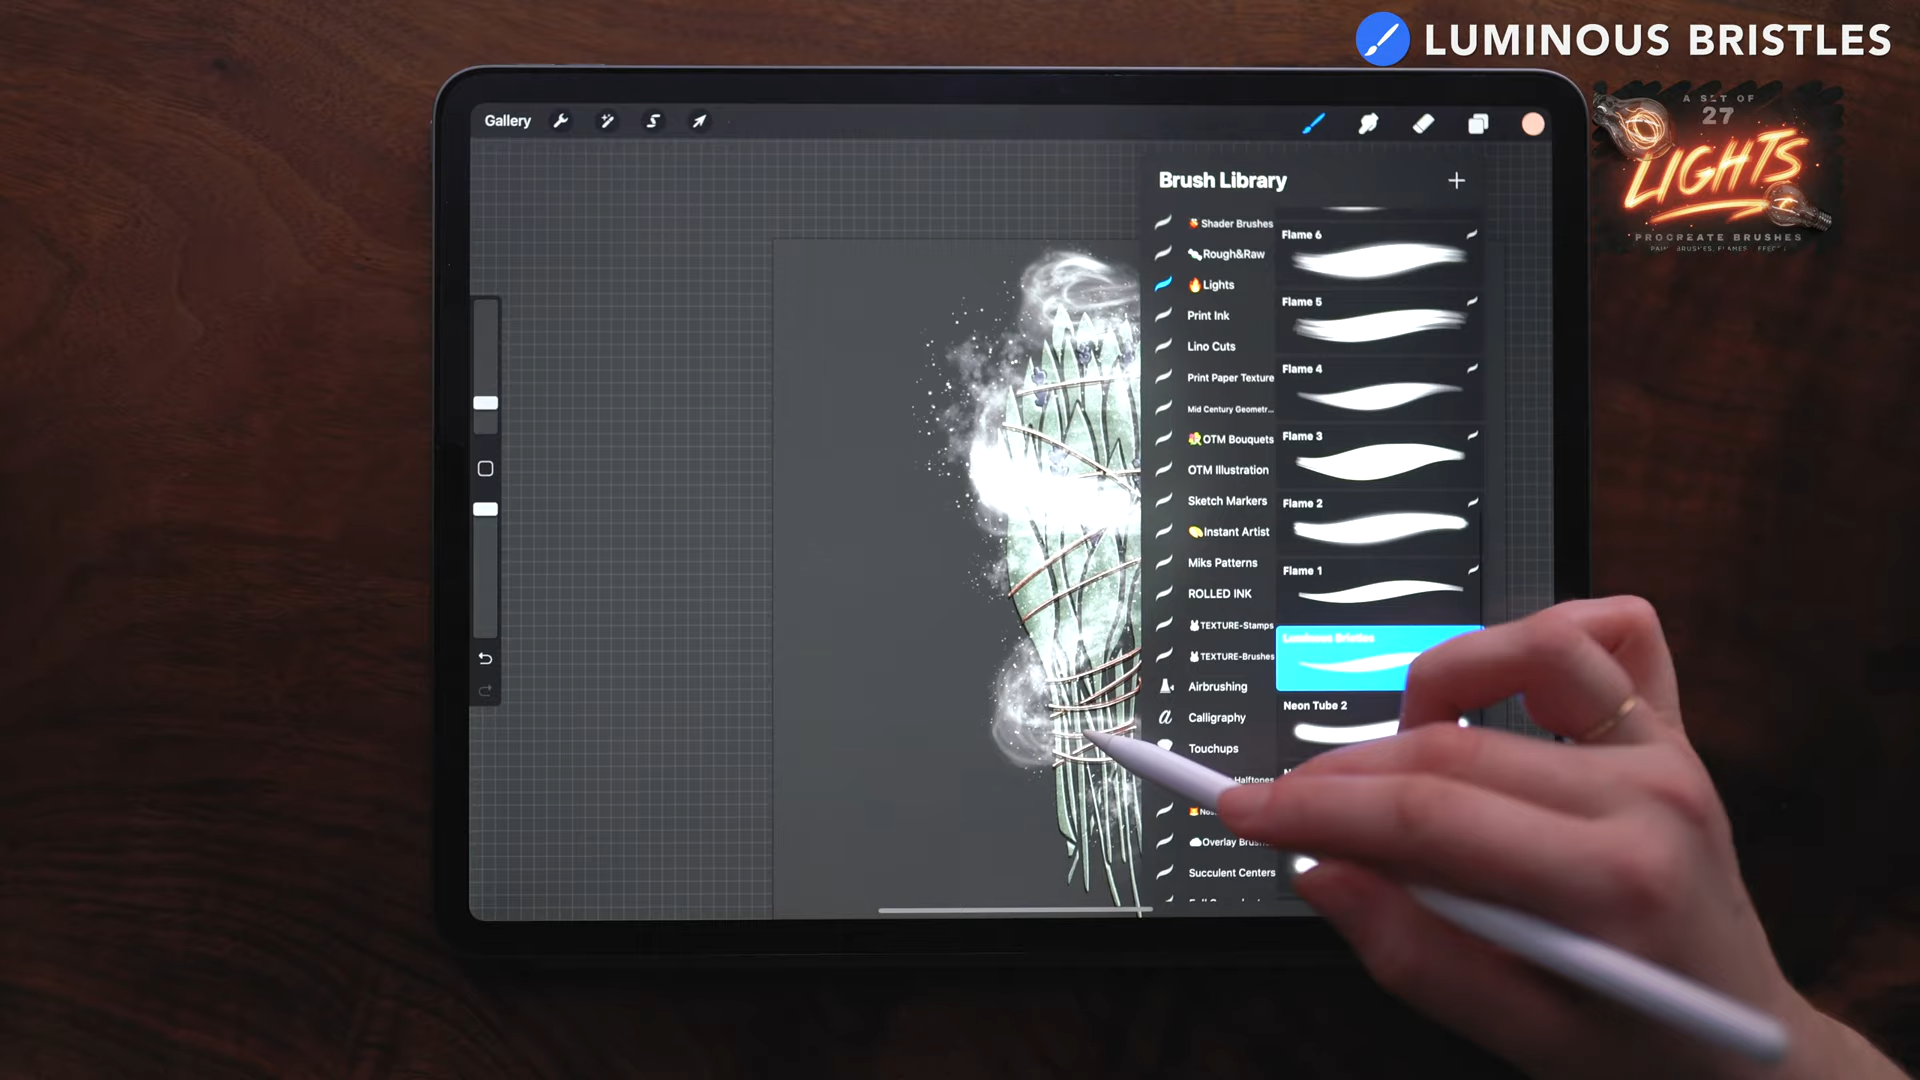 LUMINOUS BRISTLES
A SET OF
27
LIGHTS
PROCREATE BRUSHES
Gallery
Brush Library
Shader Brushes
Rough&Raw
Lights
Print Ink
Lino Cuts
Print Paper Texture
Mid Century Geometr...
OTM Bouquets
OTM Illustration
Sketch Markers
Instant Artist
Miks Patterns
ROLLED INK
TEXTURE-Stamps
TEXTURE-Brushes
Airbrushing
Calligraphy
Touchups
Halftones
Overlay
Succulent Centers
Flame 6
Flame 5
Flame 4
Flame 3
Flame 2
Flame 1
Luminous Bristles
Neon Tube 2